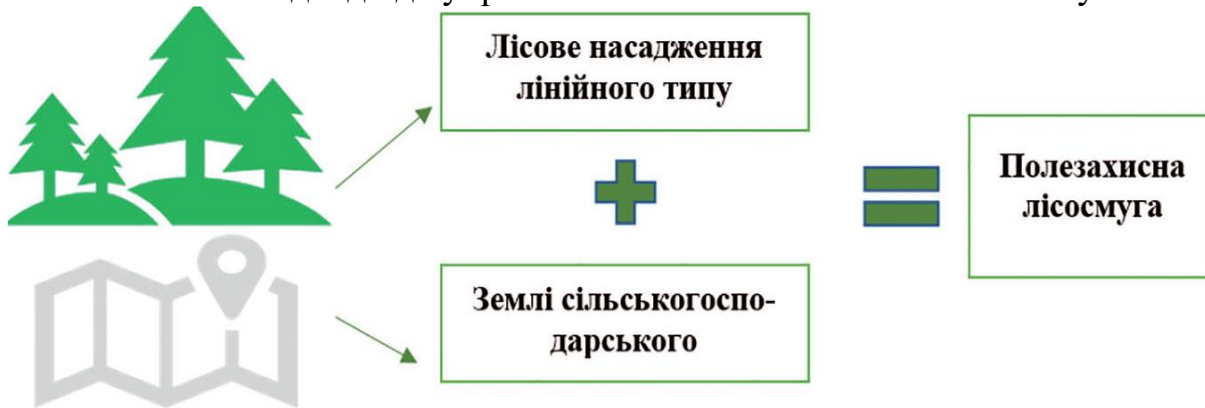 Лісове насадження
лінійного типу
Полезахисна
лісосмуга
Землі сільськогоспо-
дарського